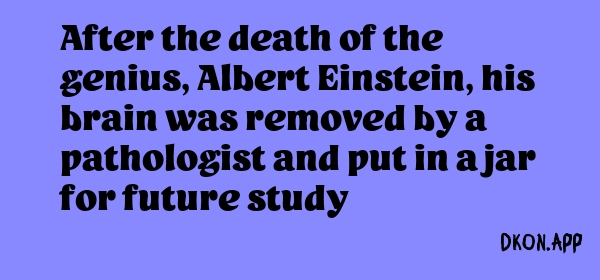 After the death of the
genius, Albert Einstein, his
brain was removed by a
pathologist and put in a jar
for future study
DKON.APP